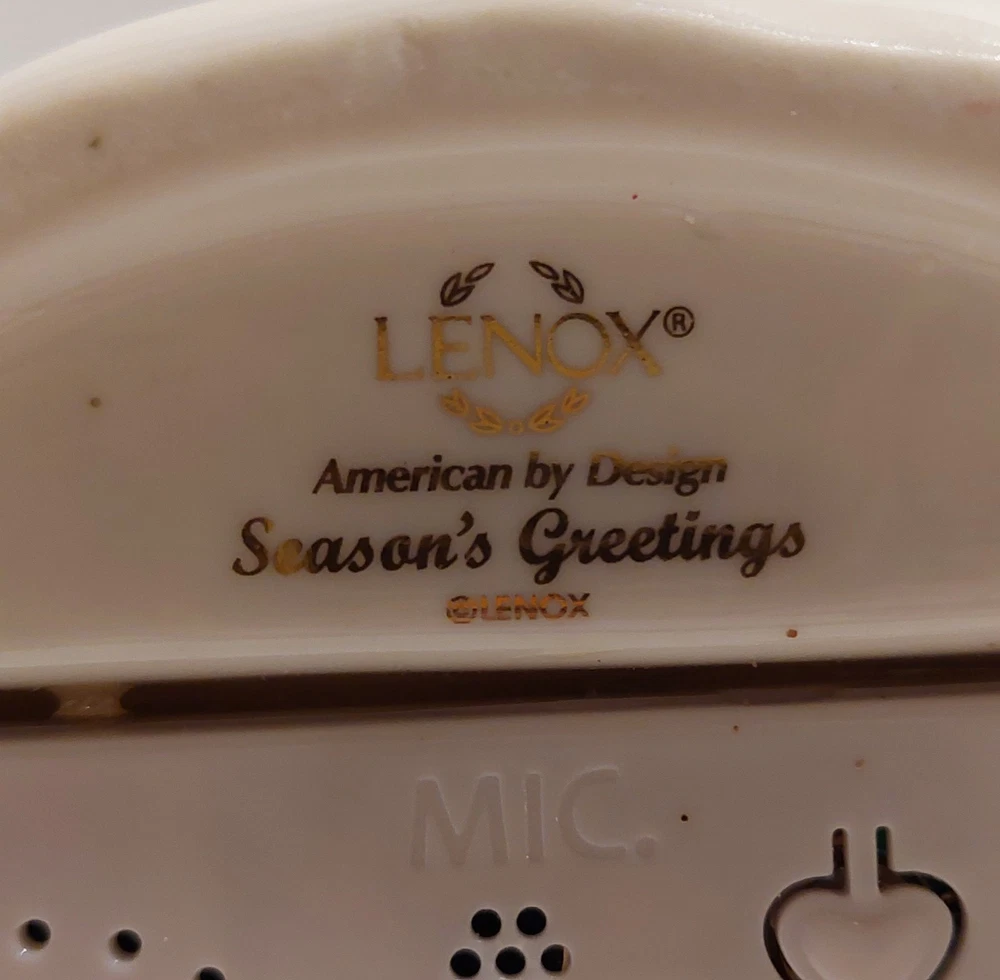 LENOX®
American by Design
Season's Greetings
©LENOX
MIC.